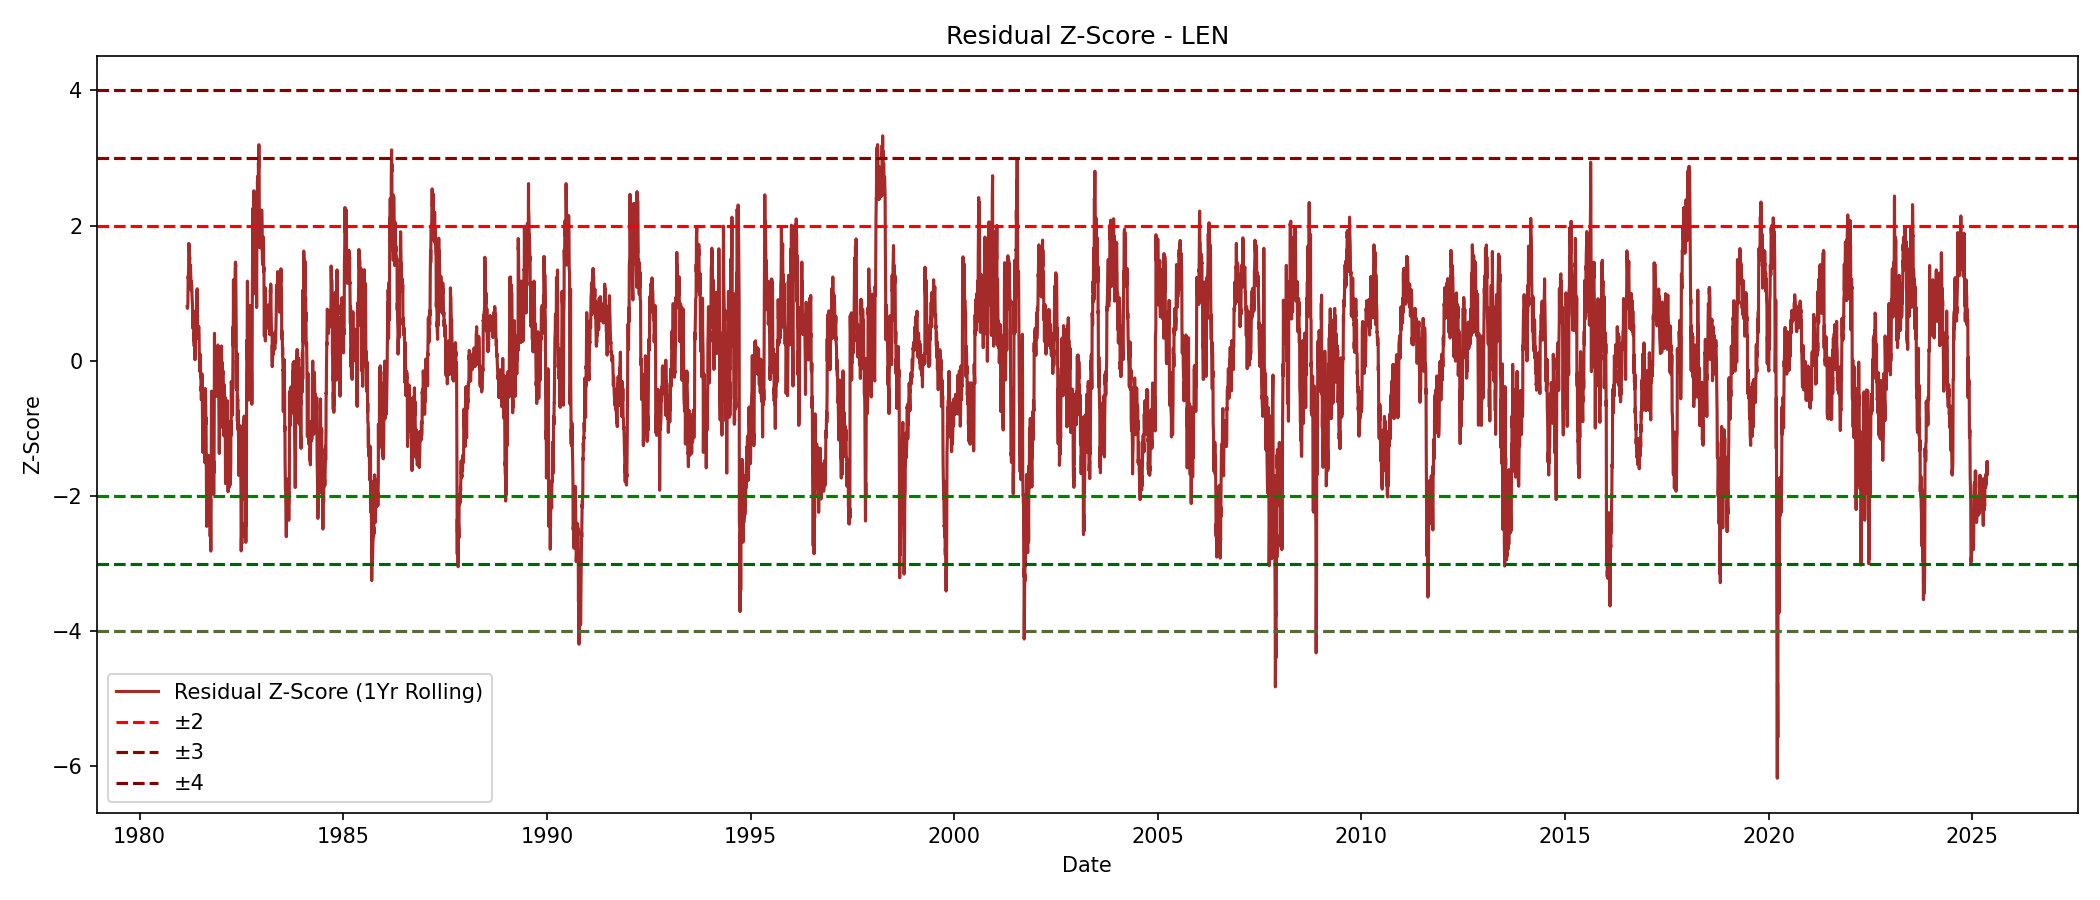 Residual Z-Score - LEN
4
3
2
0
−2
−4
−6
Z-Score
Residual Z-Score (1Yr Rolling)
±2
±3
±4
1980 1985 1990 1995 2000 2005 2010 2015 2020 2025
Date